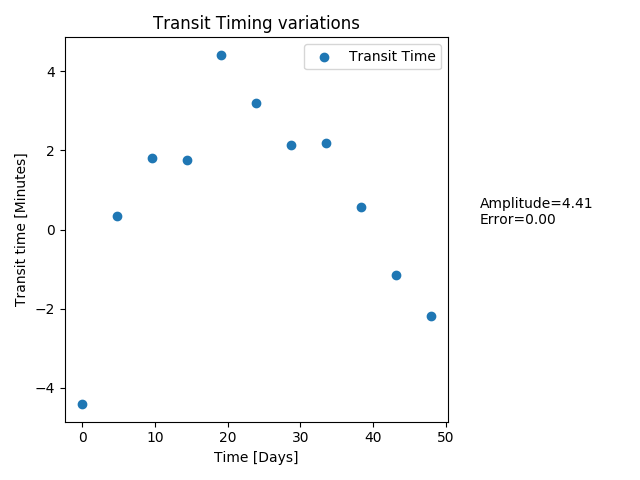 Transit Timing variations
Transit Time
Transit time [Minutes]
4
2
0
−2
−4
0 10 20 30 40 50
Time [Days]
Amplitude=4.41
Error=0.00